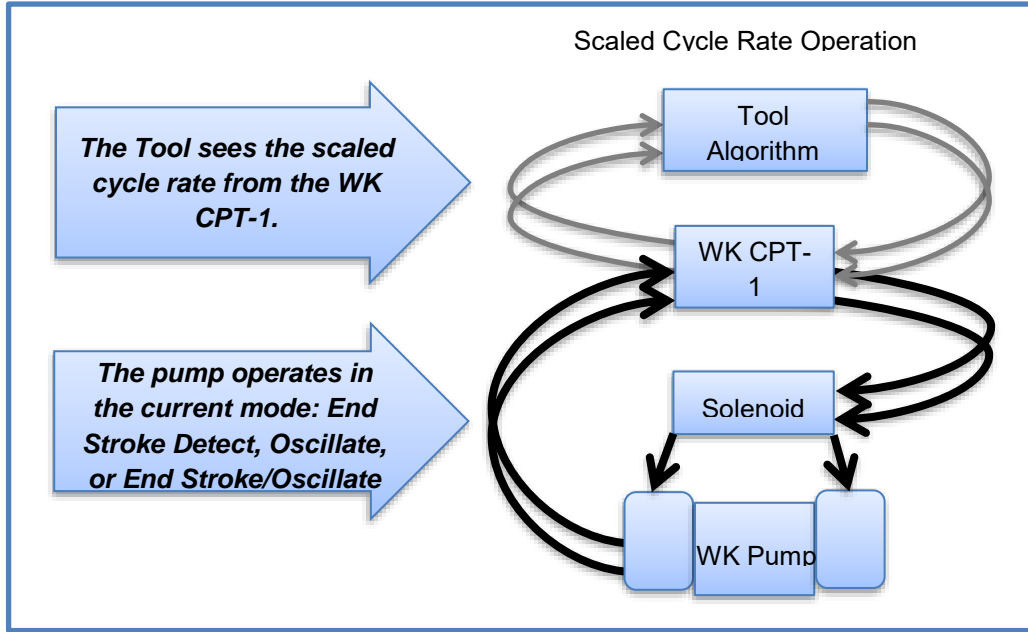 Scaled Cycle Rate Operation
The Tool sees the scaled
cycle rate from the WK
CPT-1.
Tool
Algorithm
WK CPT-
1
The pump operates in
the current mode: End
Stroke Detect, Oscillate,
or End Stroke/Oscillate
Solenoid
WK Pump